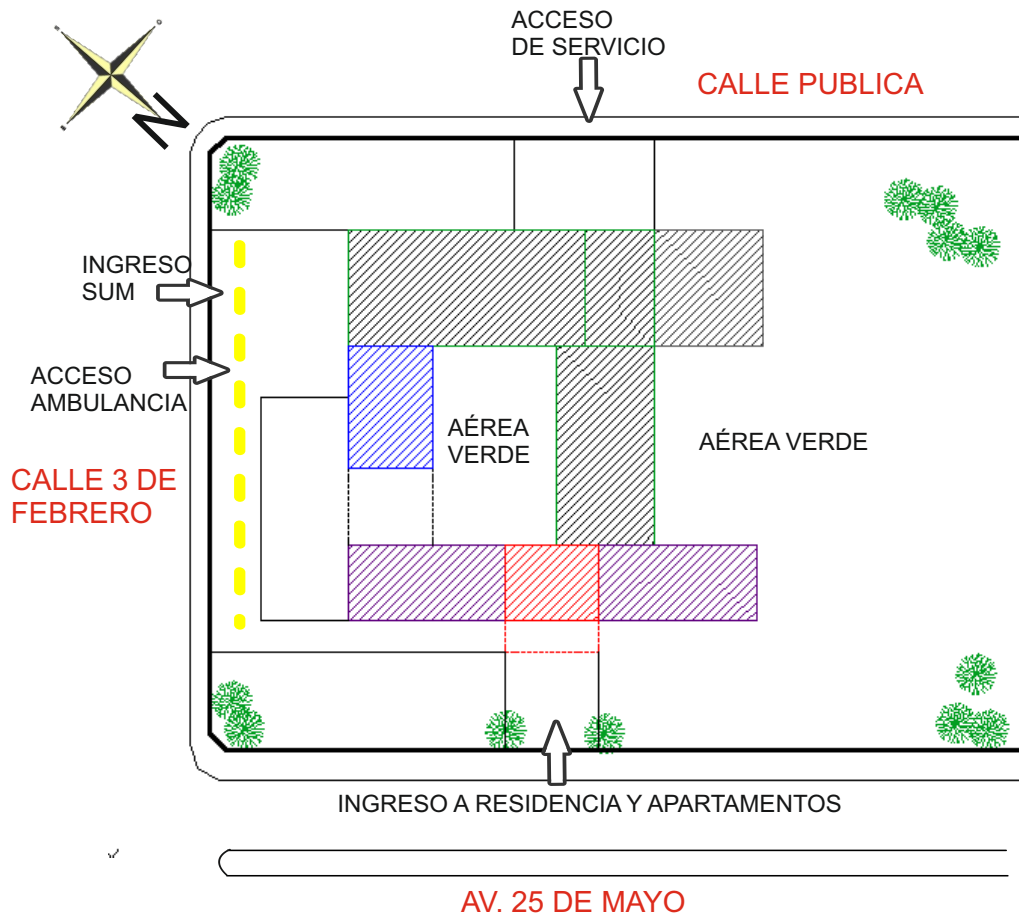 ACCESO
DE SERVICIO
CALLE PUBLICA
N
INGRESO
SUM
ACCESO
AMBULANCIA
AÉREA
VERDE
AÉREA VERDE
CALLE 3 DE
FEBRERO
INGRESO A RESIDENCIA Y APARTAMENTOS
AV. 25 DE MAYO